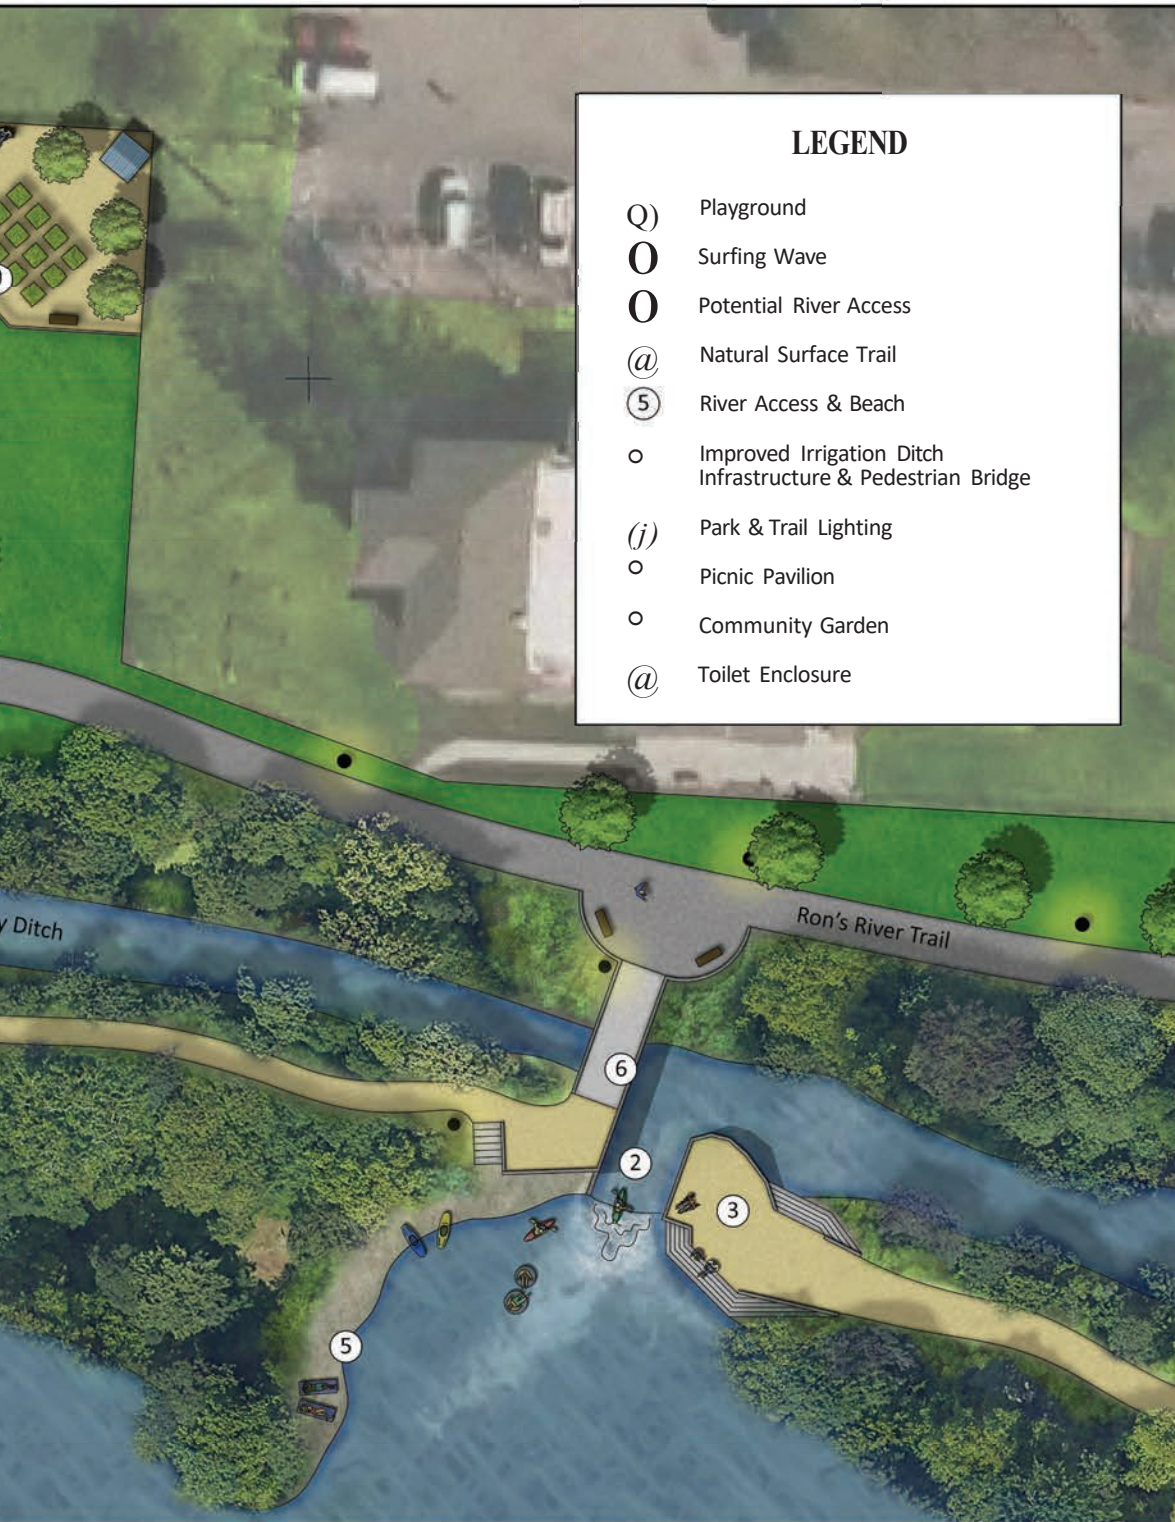 LEGEND
Q) Playground
O Surfing Wave
O Potential River Access
@ Natural Surface Trail
5 River Access & Beach
o Improved Irrigation Ditch
Infrastructure & Pedestrian Bridge
(j) Park & Trail Lighting
o Picnic Pavilion
o Community Garden
@ Toilet Enclosure
y Ditch
Ron's River Trail
6
2
3
5